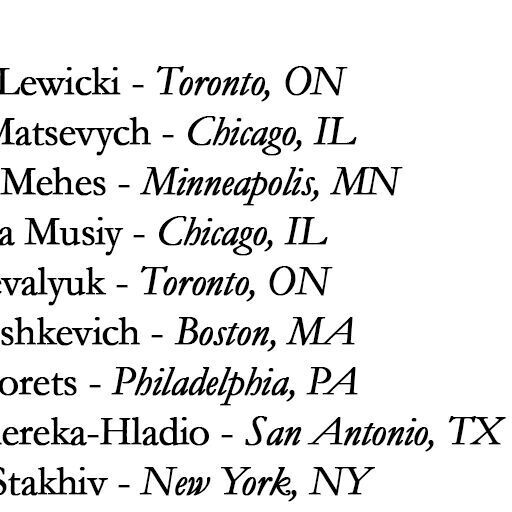 Lewicki - Toronto, ON
Matsevych - Chicago, IL
Mehes - Minneapolis, MN
a Musiy - Chicago, IL
evalyuk - Toronto, ON
shkevich - Boston, MA
orets - Philadelphia, PA
ereka-Hladio - San Antonio, TX
Stakhiv - New York, NY